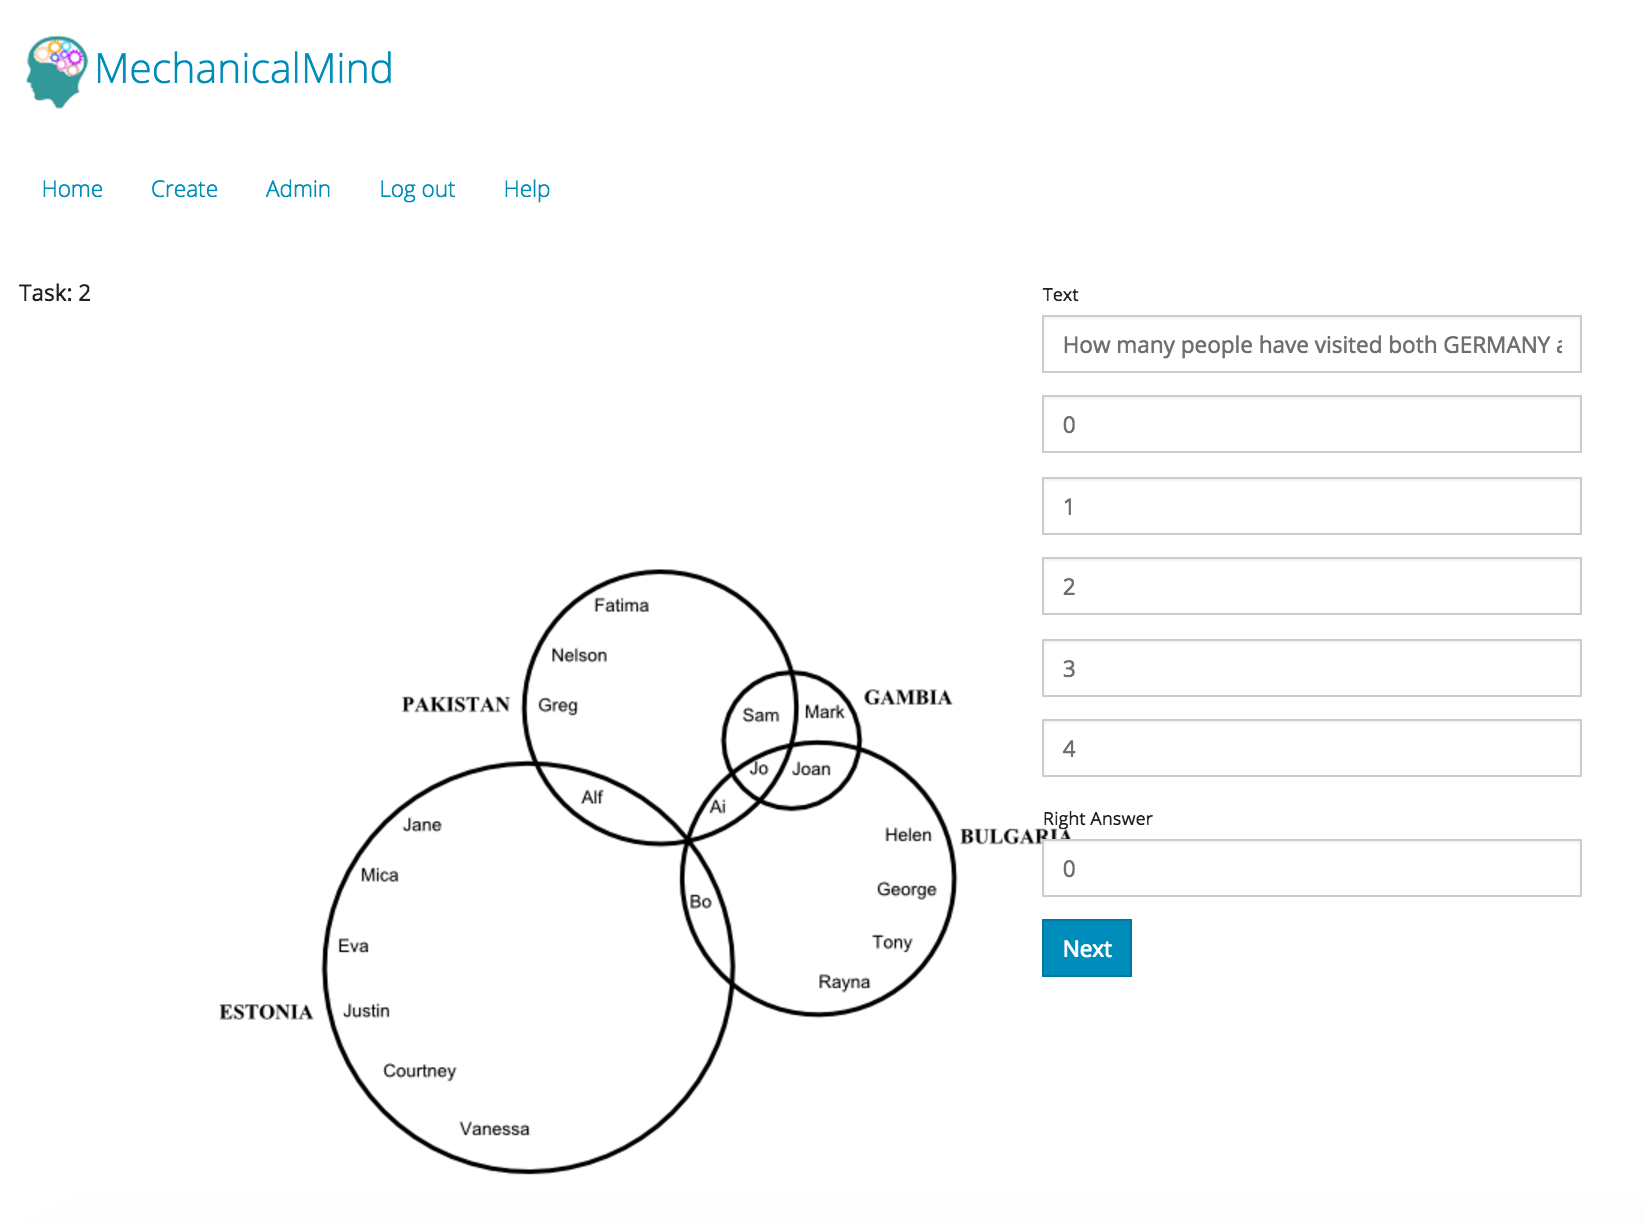 MechanicalMind
Home Create Admin Log out Help
Task: 2
Fatima
Nelson
PAKISTAN
Greg
Sam
Mark
GAMBIA
Jo
Joan
Alf
Ai
Jane
Helen
BULGARIA
Mica
George
Bo
Eva
Tony
Rayna
ESTONIA
Justin
Courtney
Vanessa
Text
How many people have visited both GERMANY a
0
1
2
3
4
Right Answer
0
Next